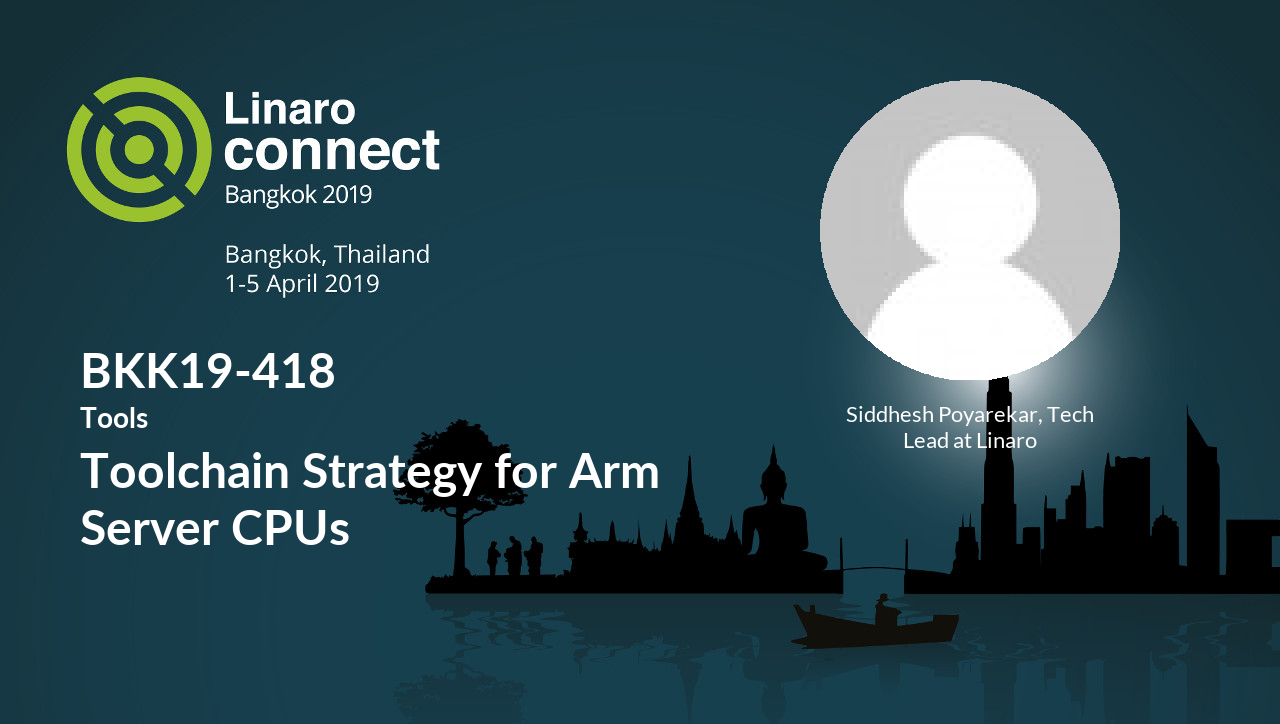 Linaro
connect
Bangkok 2019
Bangkok, Thailand
1-5 April 2019
BKK19-418
Tools
Toolchain Strategy for Arm
Server CPUs
Siddhesh Poyarekar, Tech
Lead at Linaro